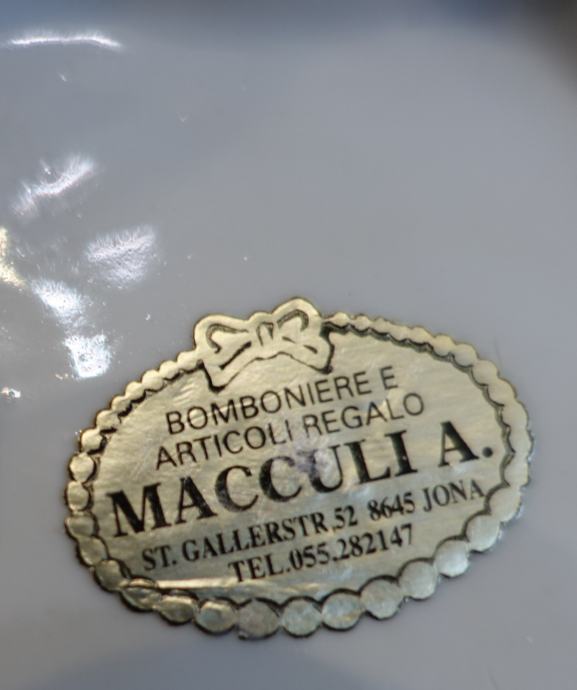 BOMBONIERE E
ARTICOLI REGALO
MACCULI A.
ST. GALLERSTR.52 8645 JONA
TEL.055.282147